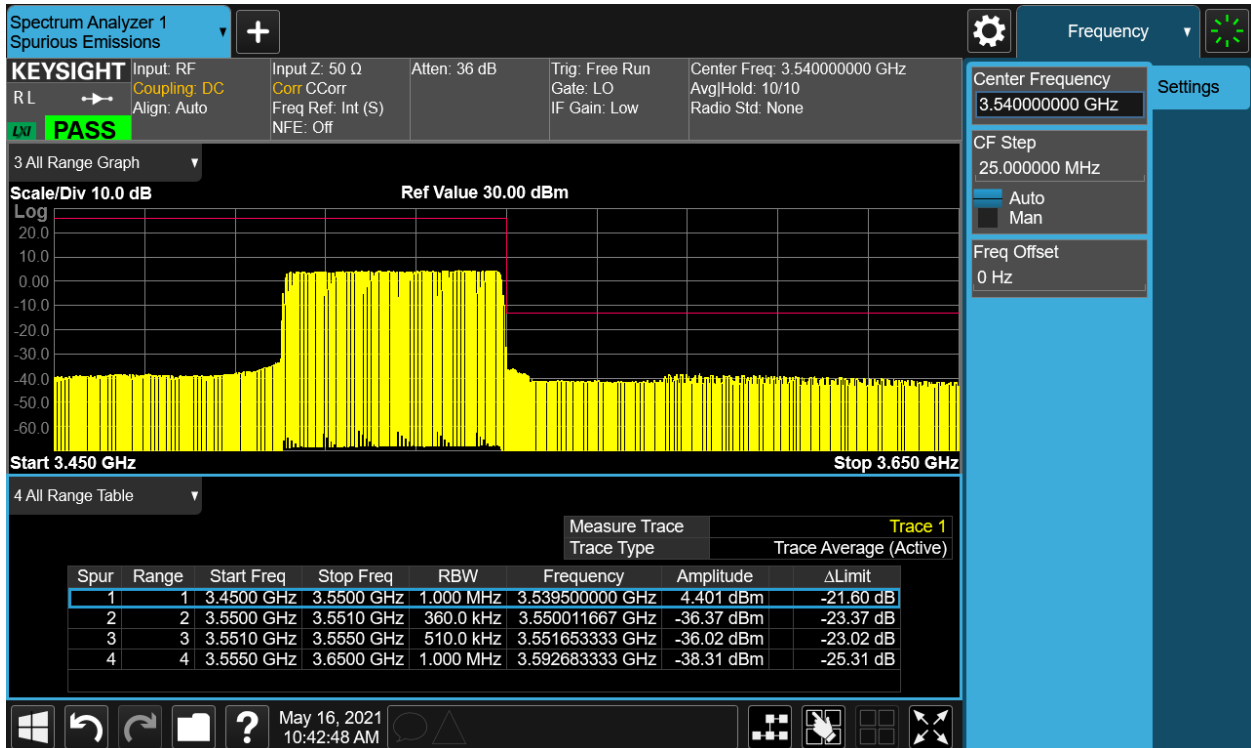 Spectrum Analyzer 1
Spurious Emissions
Frequency
KEYSIGHT
R L
LXI
PASS
Input: RF
Coupling: DC
Align: Auto
Input Z: 50 Ω
Corr CCorr
Freq Ref: Int (S)
NFE: Off
Atten: 36 dB
Trig: Free Run
Gate: LO
IF Gain: Low
Center Freq: 3.540000000 GHz
Avg|Hold: 10/10
Radio Std: None
Center Frequency
3.540000000 GHz
Settings
CF Step
25.000000 MHz
Auto
Man
Freq Offset
0 Hz
3 All Range Graph
Scale/Div 10.0 dB
Ref Value 30.00 dBm
Log
20.0
10.0
0.00
-10.0
-20.0
-30.0
-40.0
-50.0
-60.0
Start 3.450 GHz
Stop 3.650 GHz
4 All Range Table
Measure Trace Trace 1
Trace Type Trace Average (Active)
Spur Range Start Freq Stop Freq RBW Frequency Amplitude ΔLimit
1 1 3.4500 GHz 3.5500 GHz 1.000 MHz 3.539500000 GHz 4.401 dBm -21.60 dB
2 2 3.5500 GHz 3.5510 GHz 360.0 kHz 3.550011667 GHz -36.37 dBm -23.37 dB
3 3 3.5510 GHz 3.5550 GHz 510.0 kHz 3.551653333 GHz -36.02 dBm -23.02 dB
4 4 3.5550 GHz 3.6500 GHz 1.000 MHz 3.592683333 GHz -38.31 dBm -25.31 dB
May 16, 2021
10:42:48 AM